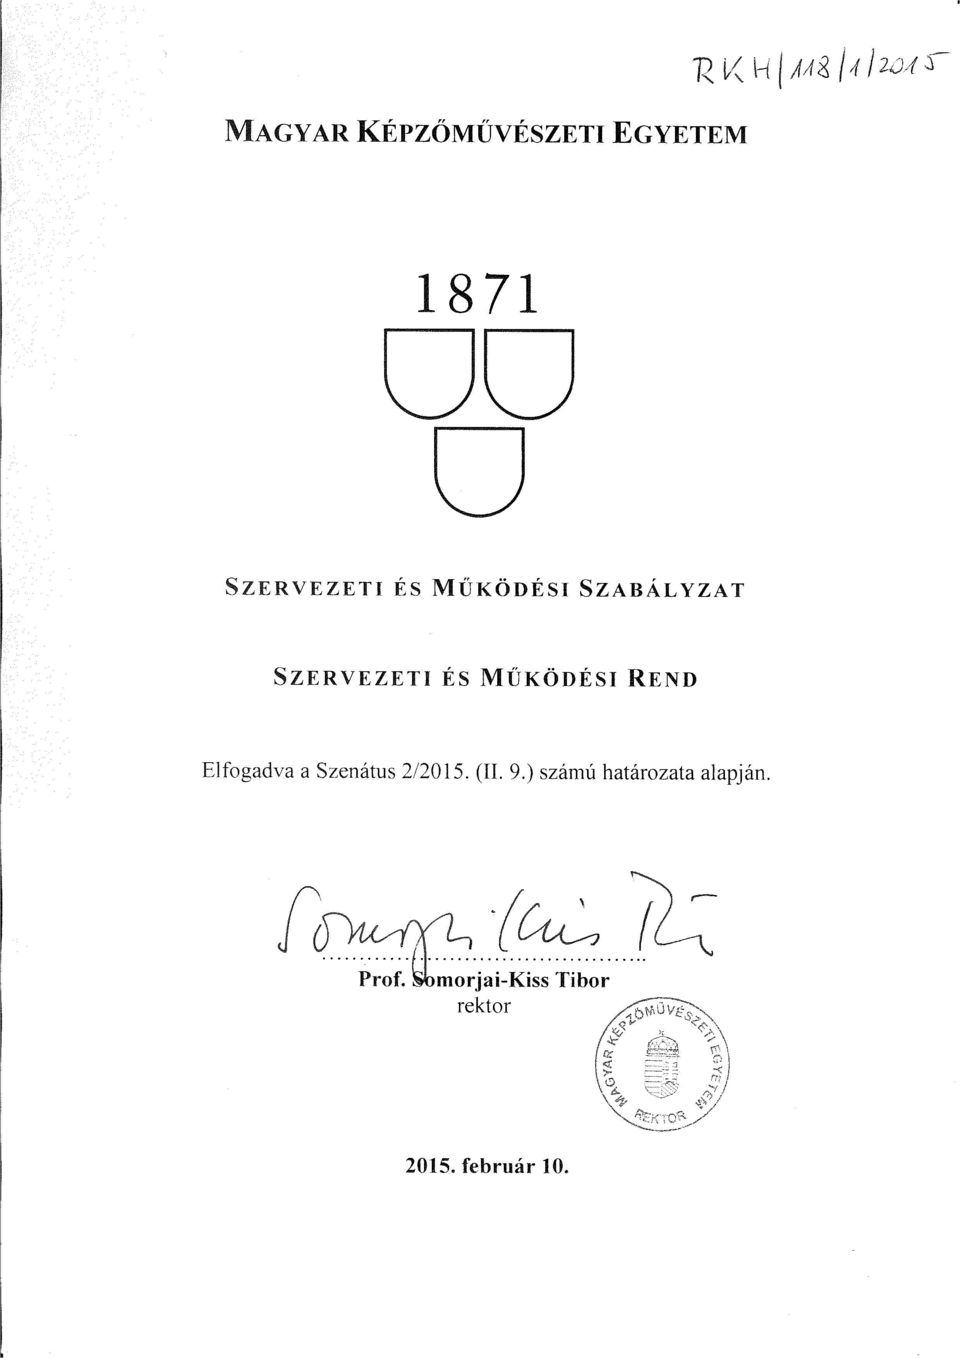 RKH/118/1/2015
MAGYAR KÉPZŐMŰVÉSZETI EGYETEM
1871
SZERVEZETI ÉS MŰKÖDÉSI SZABÁLYZAT
SZERVEZETI ÉS MŰKÖDÉSI REND
Elfogadva a Szenátus 2/2015. (II. 9.) számú határozata alapján.
Prof. Somorjai-Kiss Tibor
rektor
MAGYAR KÉPZŐMŰVÉSZETI EGYETEM
REKTOR
2015. február 10.